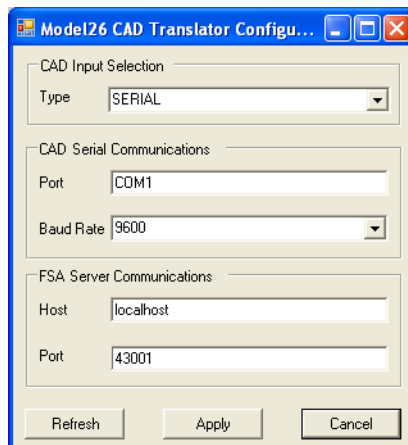 Model26 CAD Translator Configu...
CAD Input Selection
Type SERIAL
CAD Serial Communications
Port COM1
Baud Rate 9600
FSA Server Communications
Host localhost
Port 43001
Refresh Apply Cancel